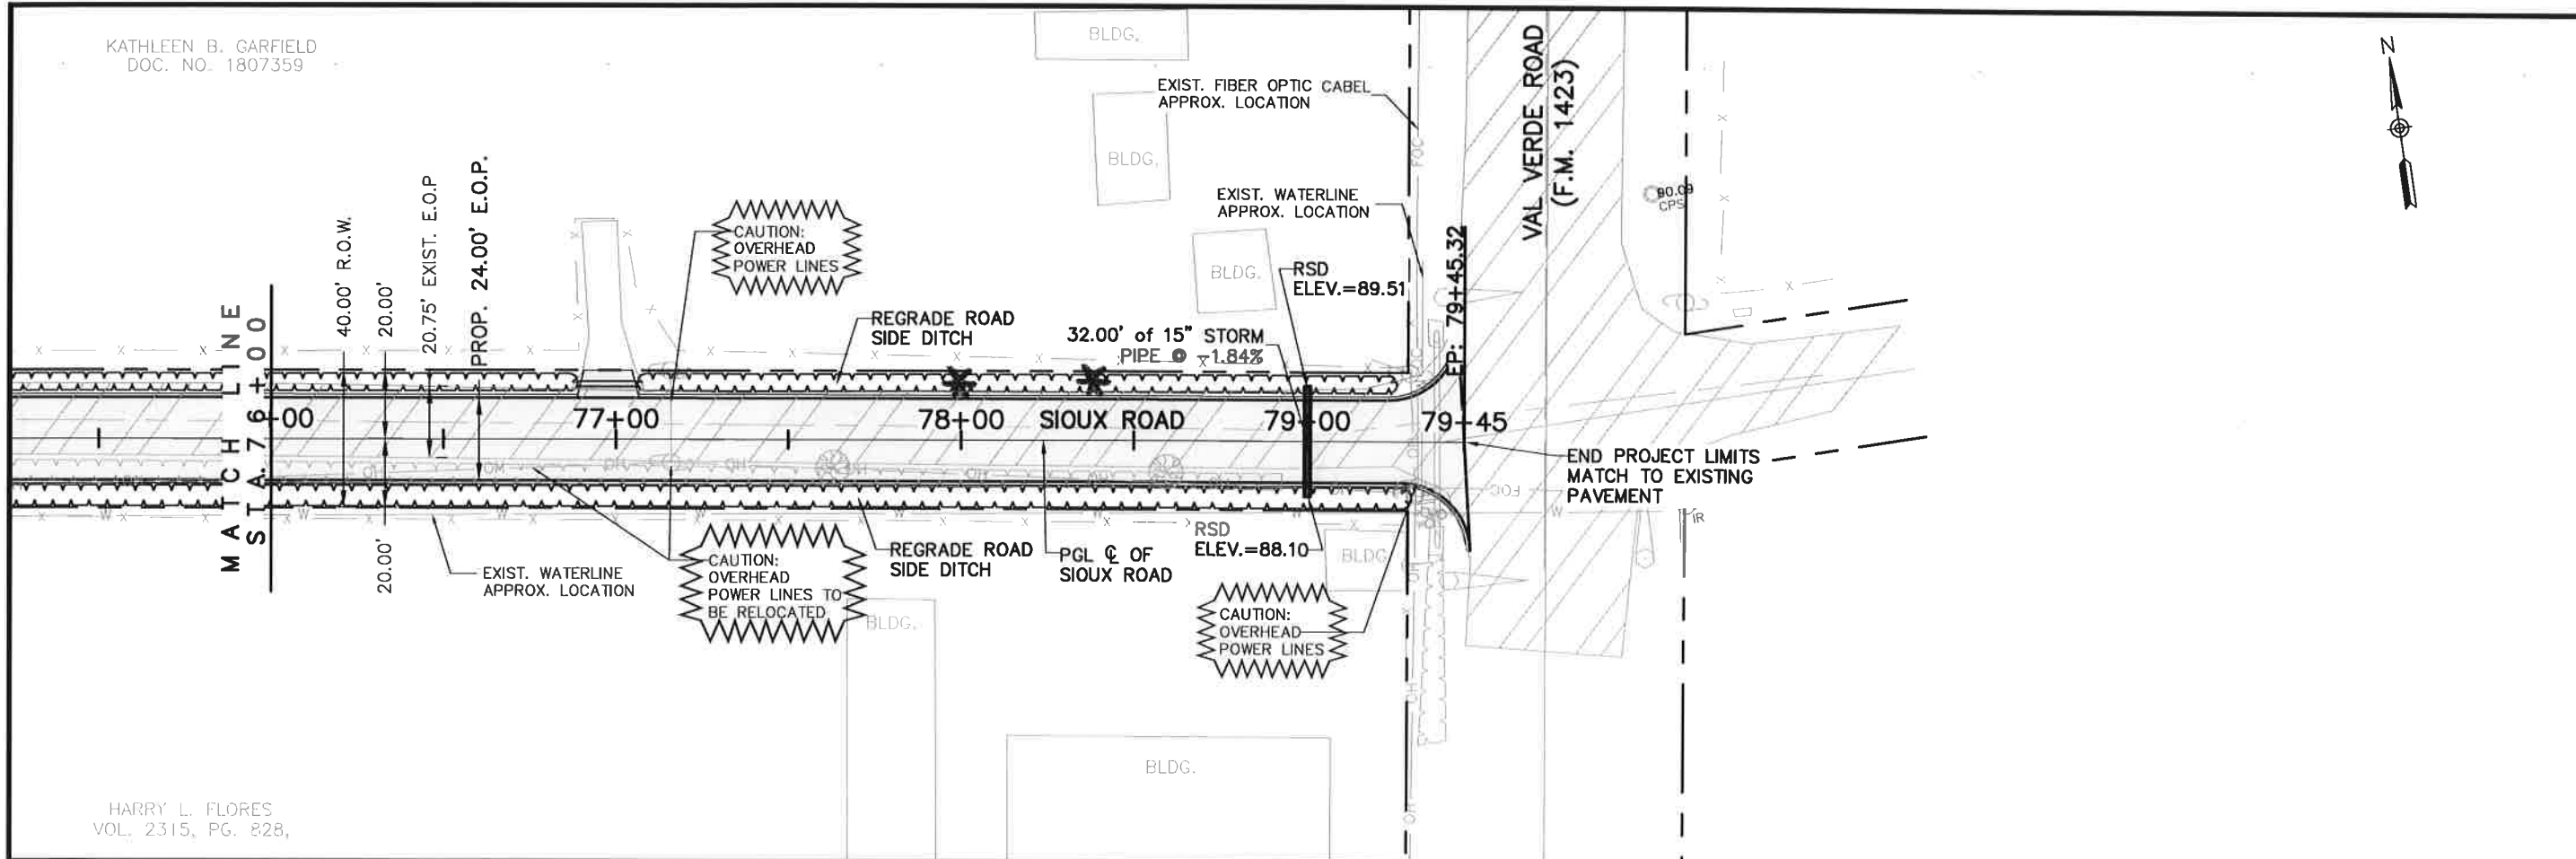 KATHLEEN B. GARFIELD
DOC. NO. 1807359
BLDG.
EXIST. FIBER OPTIC CABEL
APPROX. LOCATION
BLDG.
FOC
EXIST. WATERLINE
APPROX. LOCATION
BLDG.
VAL VERDE ROAD
(F.M. 1423)
N
90.09
CPS
MATCH LINE
STA. 76+00
40.00' R.O.W.
20.00'
20.75' EXIST. E.O.P
PROP. 24.00' E.O.P.
20.00'
CAUTION:
OVERHEAD
POWER LINES
REGRADE ROAD
SIDE DITCH
32.00' of 15" STORM
PIPE @ -1.84%
RSD
ELEV.=89.51
EP: 79+45.32
+00
77+00
78+00
SIOUX ROAD
79+00
79+45
END PROJECT LIMITS
MATCH TO EXISTING
PAVEMENT
FOC
W
IR
EXIST. WATERLINE
APPROX. LOCATION
CAUTION:
OVERHEAD
POWER LINES TO
BE RELOCATED
REGRADE ROAD
SIDE DITCH
PGL ℄ OF
SIOUX ROAD
RSD
ELEV.=88.10
BLDG
CAUTION:
OVERHEAD
POWER LINES
BLDG.
BLDG.
HARRY L. FLORES
VOL. 2315, PG. 828,